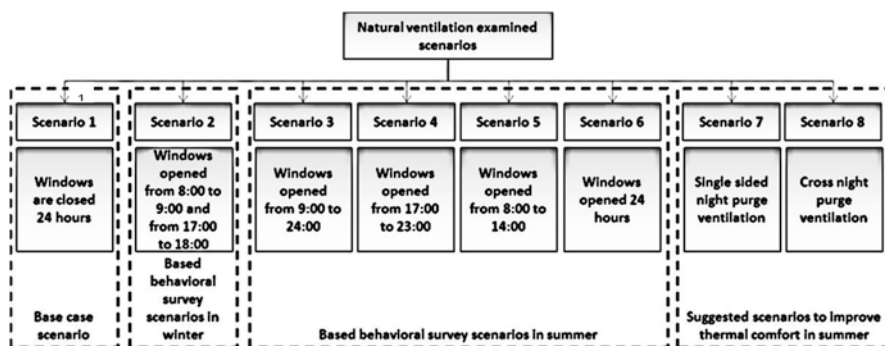 Natural ventilation examined
scenarios
1
Scenario 1
Scenario 2
Scenario 3
Scenario 4
Scenario 5
Scenario 6
Scenario 7
Scenario 8
Windows
are closed
24 hours
Windows
opened
from 8:00 to
9:00 and
from 17:00
to 18:00
Windows
opened
from 9:00 to
24:00
Windows
opened
from 17:00
to 23:00
Windows
opened
from 8:00 to
14:00
Windows
opened 24
hours
Single sided
night purge
ventilation
Cross night
purge
ventilation
Base case
scenario
Based
behavioral
survey
scenarios in
winter
Based behavioral survey scenarios in summer
Suggested scenarios to improve
thermal comfort in summer